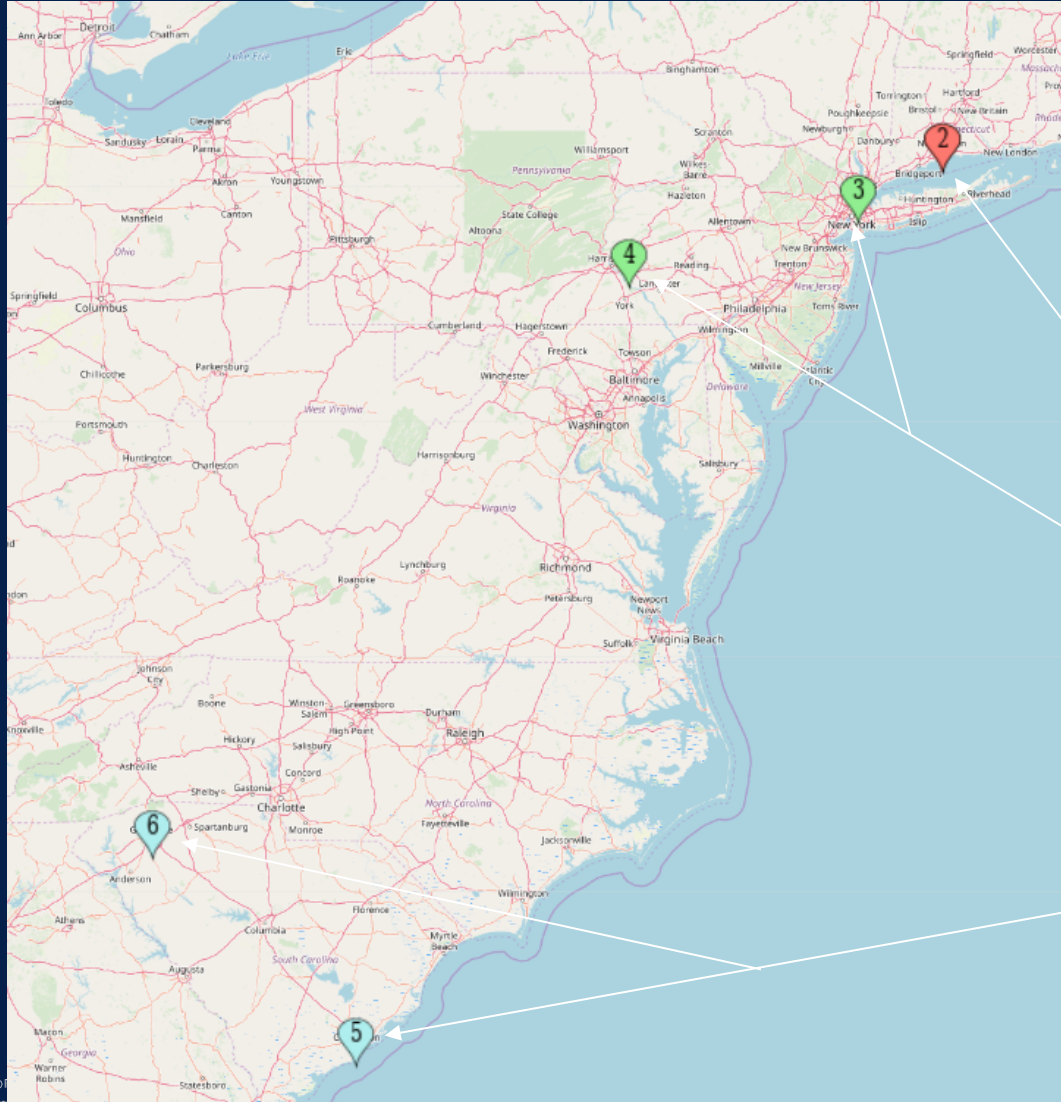 Detroit
Ann Arbor
Chatham
Lake Erie
Erie
Binghamton
Springfield
Worcester,
Massach
Toledo
Torrington
Hartford
Prov
Poughkeepsie
Bristol
New Britain
Rhode
Cleveland
Sandusky
Lorain
Parma
Scranton
Newburgh
Danbury
2
necticut
New London
Williamsport
Wilkes-
Barre
Pennsylvania
Bridgeport
Akron
Youngstown
Hazleton
3
Huntington
Riverhead
Mansfield
Canton
State College
Allentown
New York
Islip
Altoona
Pittsburgh
4
New Brunswick
Ohio
Harris
Reading
Trenton
Lancaster
New Jersey
Springfield
Columbus
York
Philadelphia
Toms River
Cumberland
Hagerstown
Wilmington
Frederick
Towson
Chillicothe
Parkersburg
Winchester
Baltimore
Millville
Atlantic
City
Annapolis
Delaware
West Virginia
Portsmouth
Washington
Huntington
Charleston
Harrisonburg
Salisbury
Virginia
Lynchburg
Richmond
Roanoke
Petersburg
Newport
News
Suffolk
Virginia Beach
Johnson
City
Boone
Winston-
Salem
Greensboro
Durham
Knoxville
High Point
Raleigh
Hickory
Salisbury
Asheville
Concord
Shelby
Gastonia
Charlotte
North Carolina
6
Spartanburg
Monroe
Fayetteville
Jacksonville
Anderson
Wilmington
Athens
Florence
Columbia
Myrtle
Beach
South Carolina
Augusta
Macon
5
Georgia
Warner
Robins
Statesboro